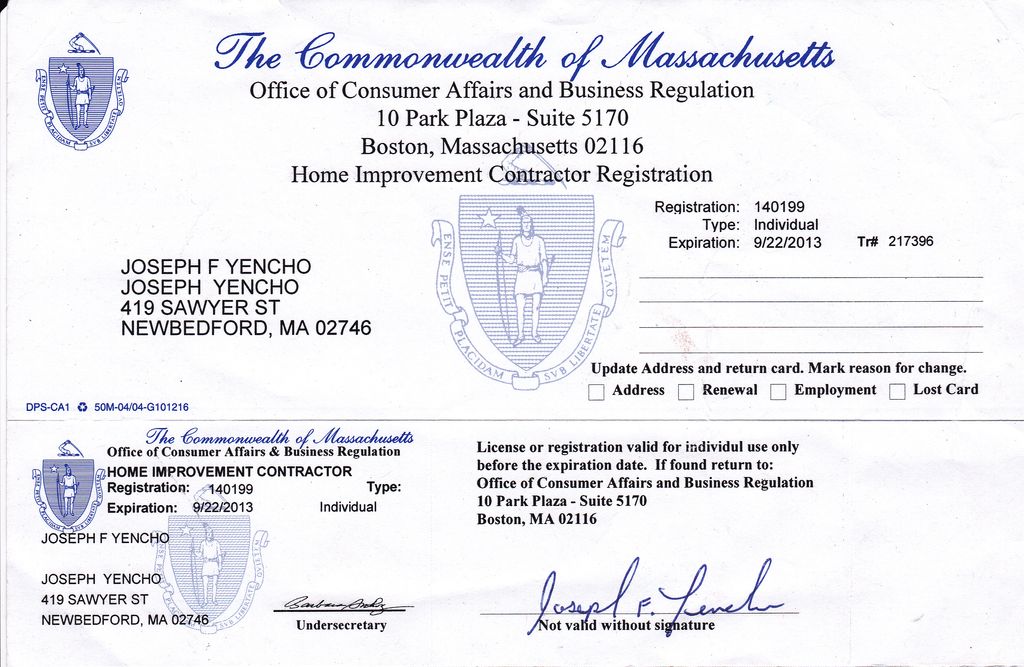 The Commonwealth of Massachusetts
Office of Consumer Affairs and Business Regulation
10 Park Plaza - Suite 5170
Boston, Massachusetts 02116
Home Improvement Contractor Registration
Registration: 140199
Type: Individual
Expiration: 9/22/2013 Tr# 217396
JOSEPH F YENCHO
JOSEPH YENCHO
419 SAWYER ST
NEWBEDFORD, MA 02746
ENSE PETIT PLACIDAM SVB LIBERTATE QVIETEM
Update Address and return card. Mark reason for change.
Address Renewal Employment Lost Card
DPS-CA1 50M-04/04-G101216
The Commonwealth of Massachusetts
Office of Consumer Affairs & Business Regulation
HOME IMPROVEMENT CONTRACTOR
Registration: 140199 Type:
Expiration: 9/22/2013 Individual
JOSEPH F YENCHO
JOSEPH YENCHO
419 SAWYER ST
NEWBEDFORD, MA 02746
Undersecretary
License or registration valid for individul use only
before the expiration date. If found return to:
Office of Consumer Affairs and Business Regulation
10 Park Plaza - Suite 5170
Boston, MA 02116
Joseph F. Yencho
Not valid without signature